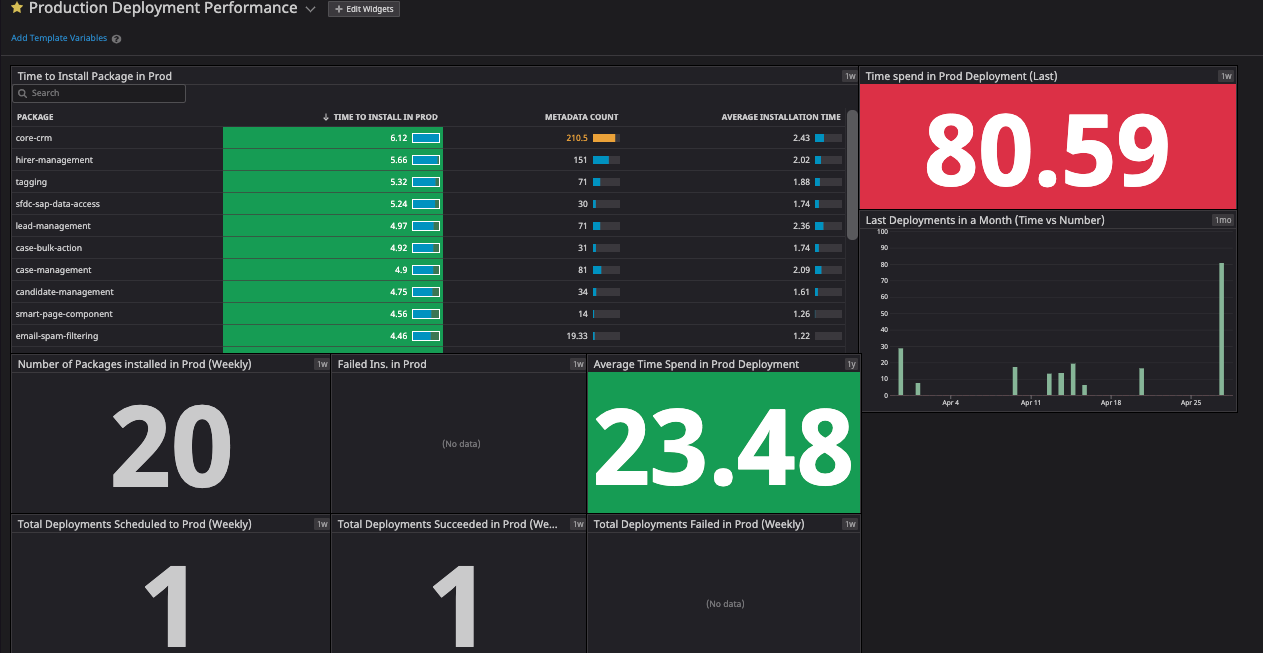 Production Deployment Performance
+ Edit Widgets
Add Template Variables ?
Time to Install Package in Prod 1w
Search
PACKAGE ↓ TIME TO INSTALL IN PROD METADATA COUNT AVERAGE INSTALLATION TIME
core-crm 6.12 210.5 2.43
hirer-management 5.66 151 2.02
tagging 5.32 71 1.88
sfdc-sap-data-access 5.24 30 1.74
lead-management 4.97 71 2.36
case-bulk-action 4.92 31 1.74
case-management 4.9 81 2.09
candidate-management 4.75 34 1.61
smart-page-component 4.56 14 1.26
email-spam-filtering 4.46 19.33 1.22
Time spend in Prod Deployment (Last) 1w
80.59
Last Deployments in a Month (Time vs Number) 1mo
100
90
80
70
60
50
40
30
20
10
0
Apr 4 Apr 11 Apr 18 Apr 25
Number of Packages installed in Prod (Weekly) 1w
20
Failed Ins. in Prod 1w
(No data)
Average Time Spend in Prod Deployment 1y
23.48
Total Deployments Scheduled to Prod (Weekly) 1w
1
Total Deployments Succeeded in Prod (We... 1w
1
Total Deployments Failed in Prod (Weekly) 1w
(No data)